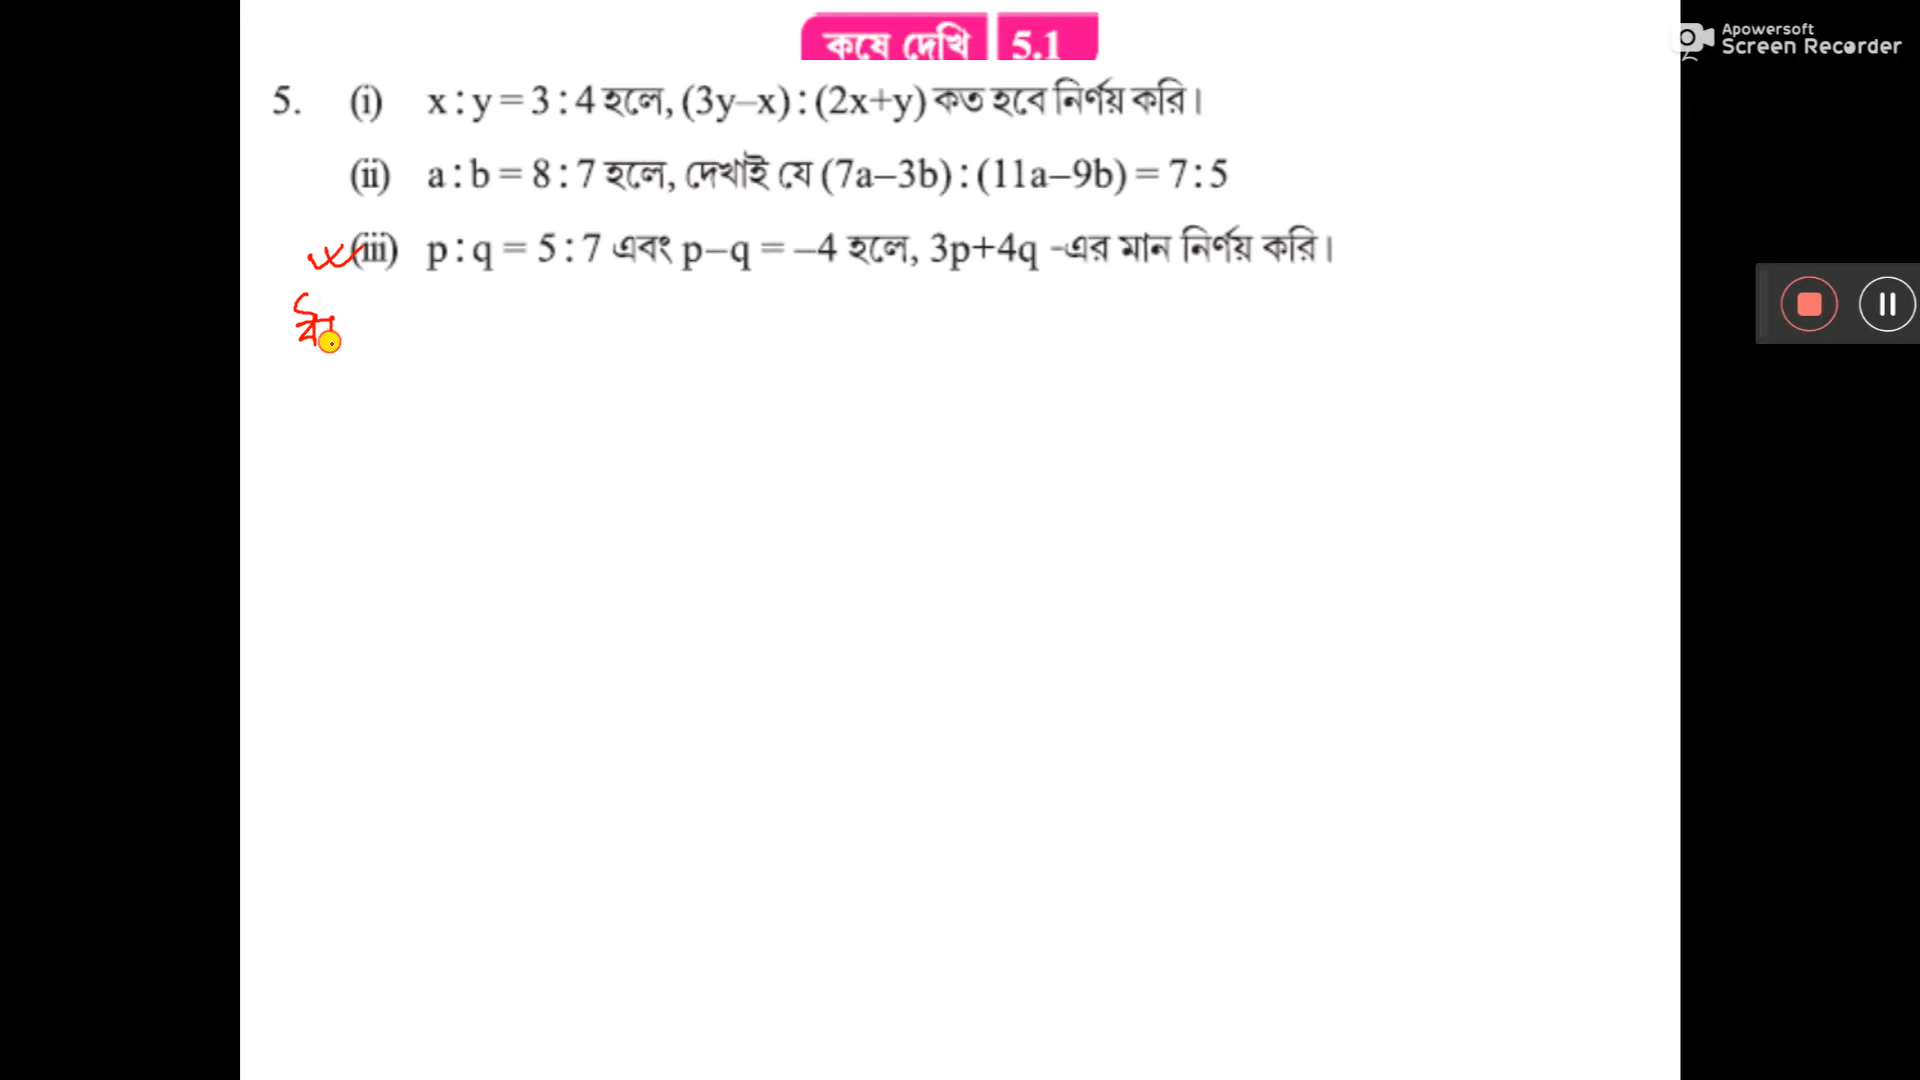 কষে দেখি 5.1
Apowersoft
Screen Recorder
5. (i) x : y = 3 : 4 হলে, (3y–x) : (2x+y) কত হবে নির্ণয় করি।
(ii) a : b = 8 : 7 হলে, দেখাই যে (7a–3b) : (11a–9b) = 7 : 5
(iii) p : q = 5 : 7 এবং p–q = –4 হলে, 3p+4q -এর মান নির্ণয় করি।